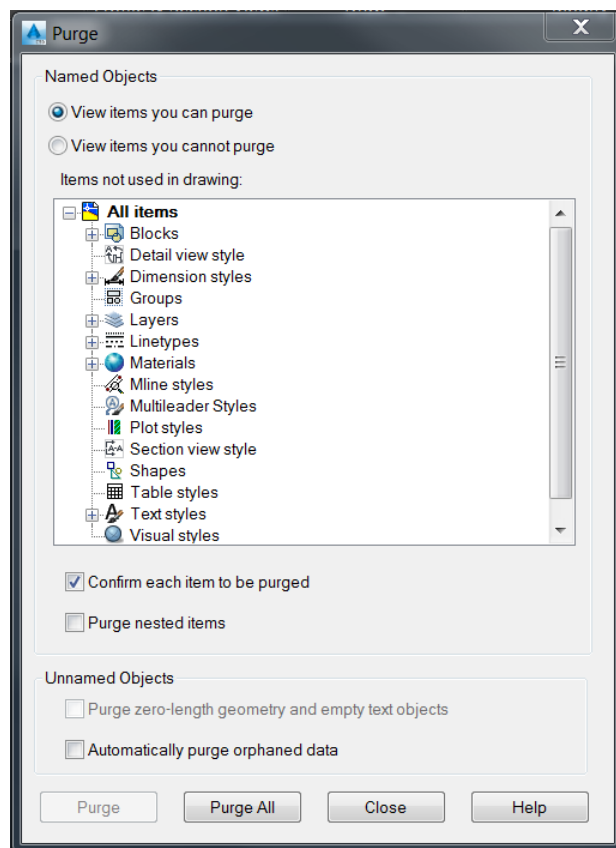 Purge
Named Objects
View items you can purge
View items you cannot purge
Items not used in drawing:
All items
Blocks
Detail view style
Dimension styles
Groups
Layers
Linetypes
Materials
Mline styles
Multileader Styles
Plot styles
Section view style
Shapes
Table styles
Text styles
Visual styles
Confirm each item to be purged
Purge nested items
Unnamed Objects
Purge zero-length geometry and empty text objects
Automatically purge orphaned data
Purge Purge All Close Help